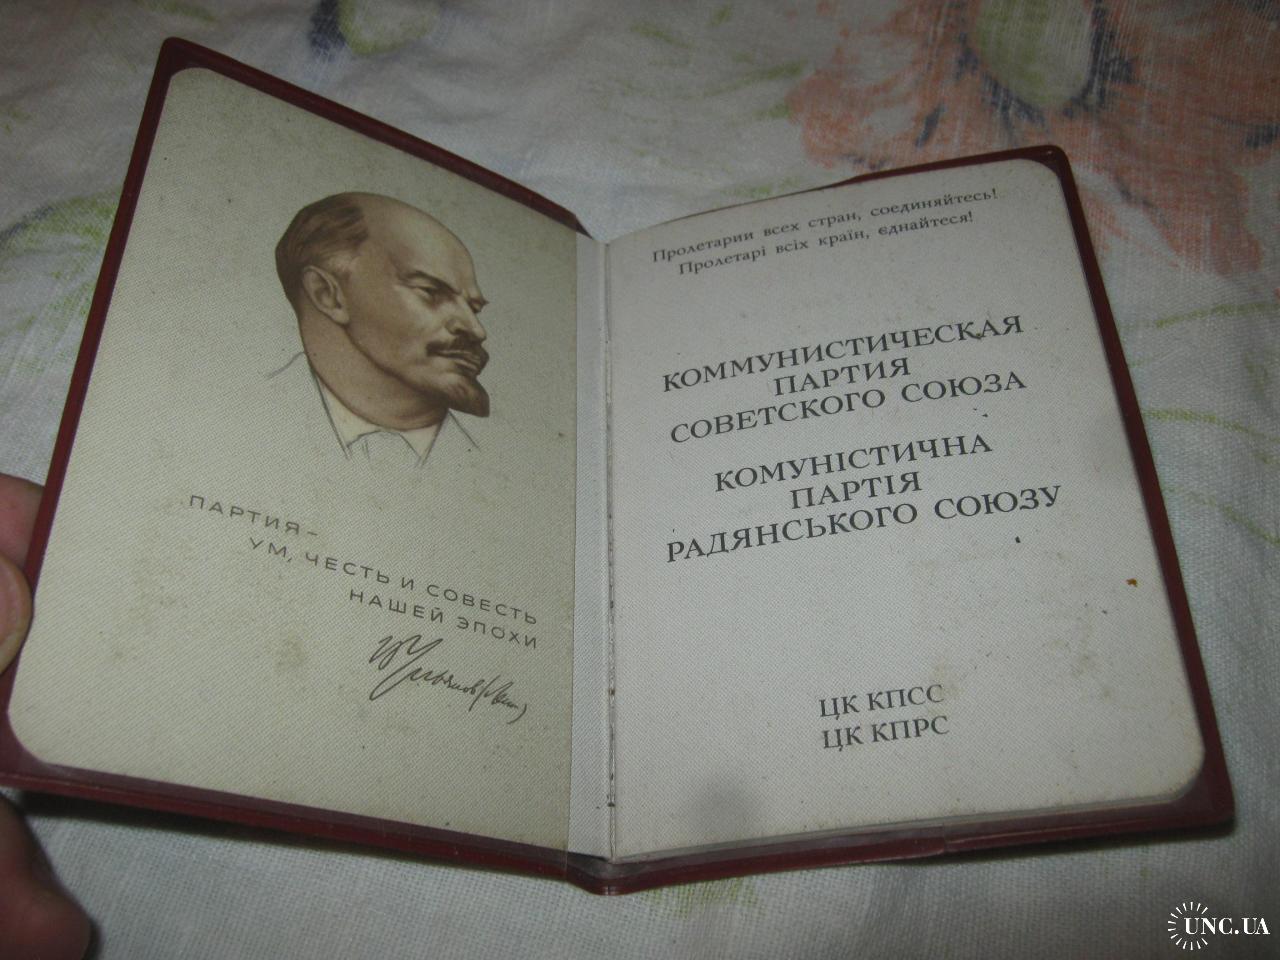 ПАРТИЯ –
УМ, ЧЕСТЬ И СОВЕСТЬ
НАШЕЙ ЭПОХИ
Пролетарии всех стран, соединяйтесь!
Пролетарі всіх країн, єднайтеся!
КОММУНИСТИЧЕСКАЯ
ПАРТИЯ
СОВЕТСКОГО СОЮЗА
КОМУНІСТИЧНА
ПАРТІЯ
РАДЯНСЬКОГО СОЮЗУ
ЦК КПСС
ЦК КПРС
UNC.UA